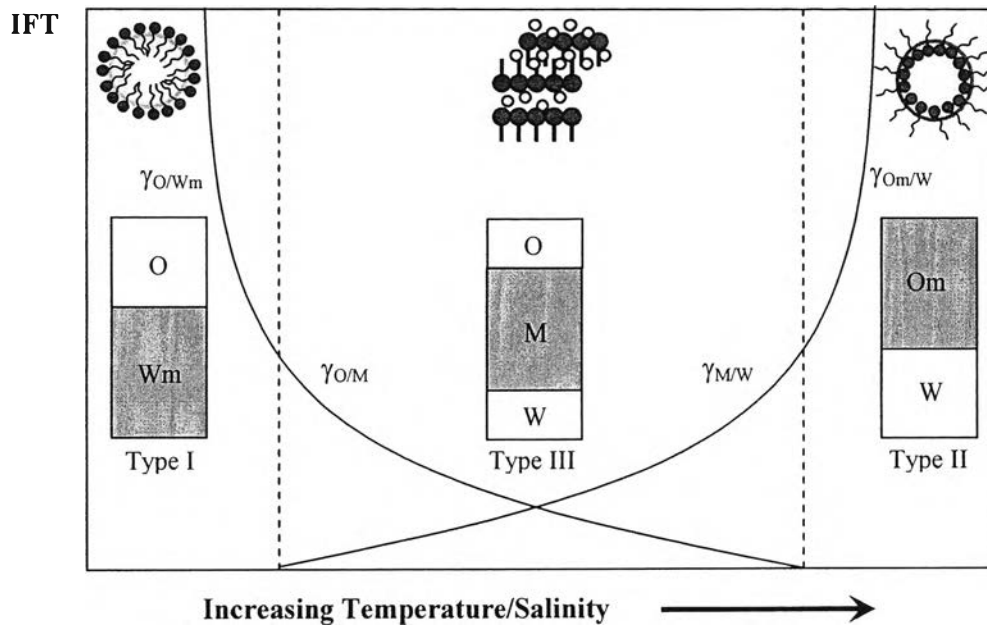 IFT
γO/Wm
γOm/W
O
O
Om
M
Wm
γO/M
γM/W
W
W
Type I
Type III
Type II
Increasing Temperature/Salinity